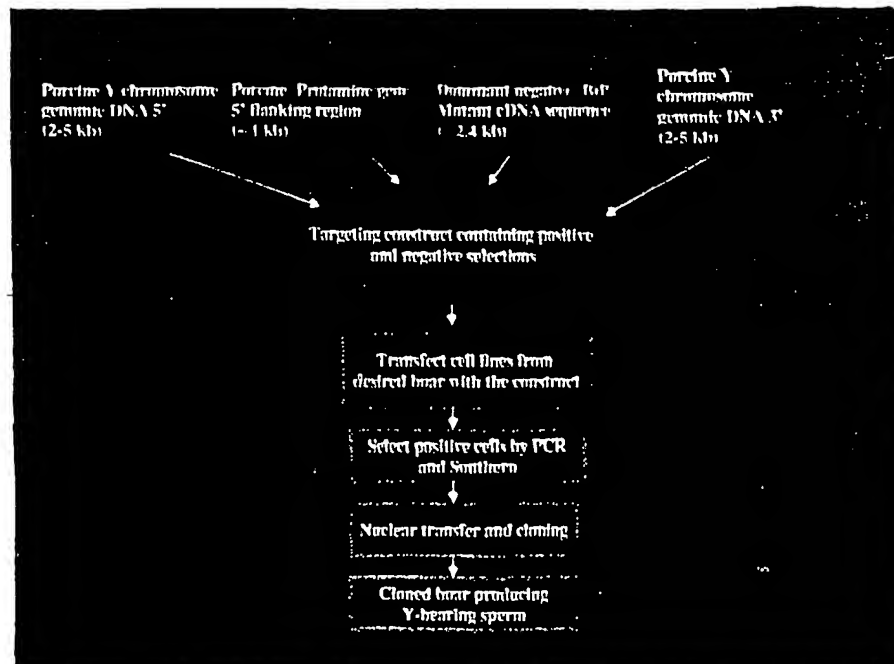 Porcine Y chromosome
genomic DNA 5'
(2-5 kb)
Porcine Protamine gene
5' flanking region
(~ 1 kb)
Dominant negative
Mutant cDNA sequence
2.4 kb)
Porcine Y
chromosome
genomic DNA 3'
(2-5 kb)
Targeting construct containing positive
and negative selections
Transfect cell lines from
desired boar with the construct
Select positive cells by PCR
and Southern
Nuclear transfer and cloning
Cloned boar producing
Y-bearing sperm